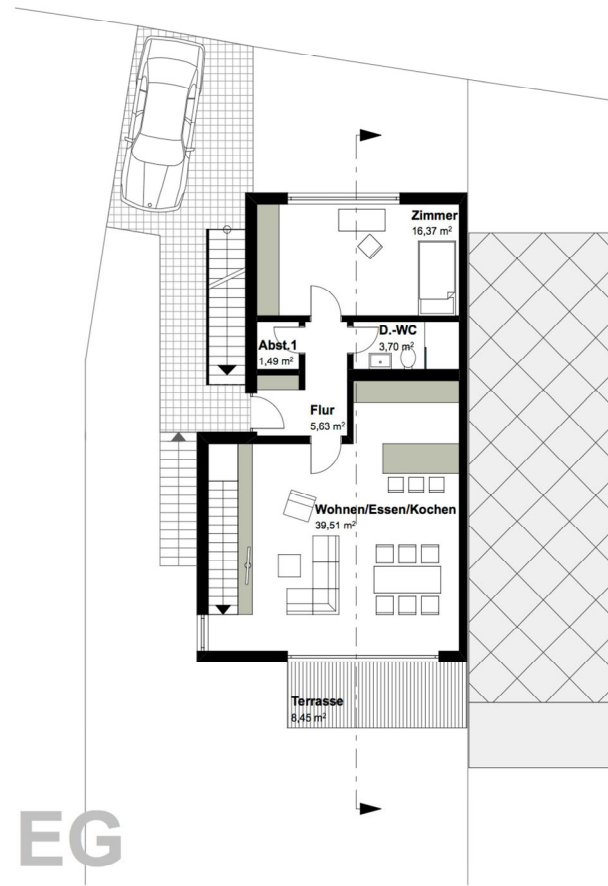 Zimmer
16,37 m²
D.-WC
3,70 m²
Abst.1
1,49 m²
Flur
5,63 m²
Wohnen/Essen/Kochen
39,51 m²
Terrasse
8,45 m²
EG